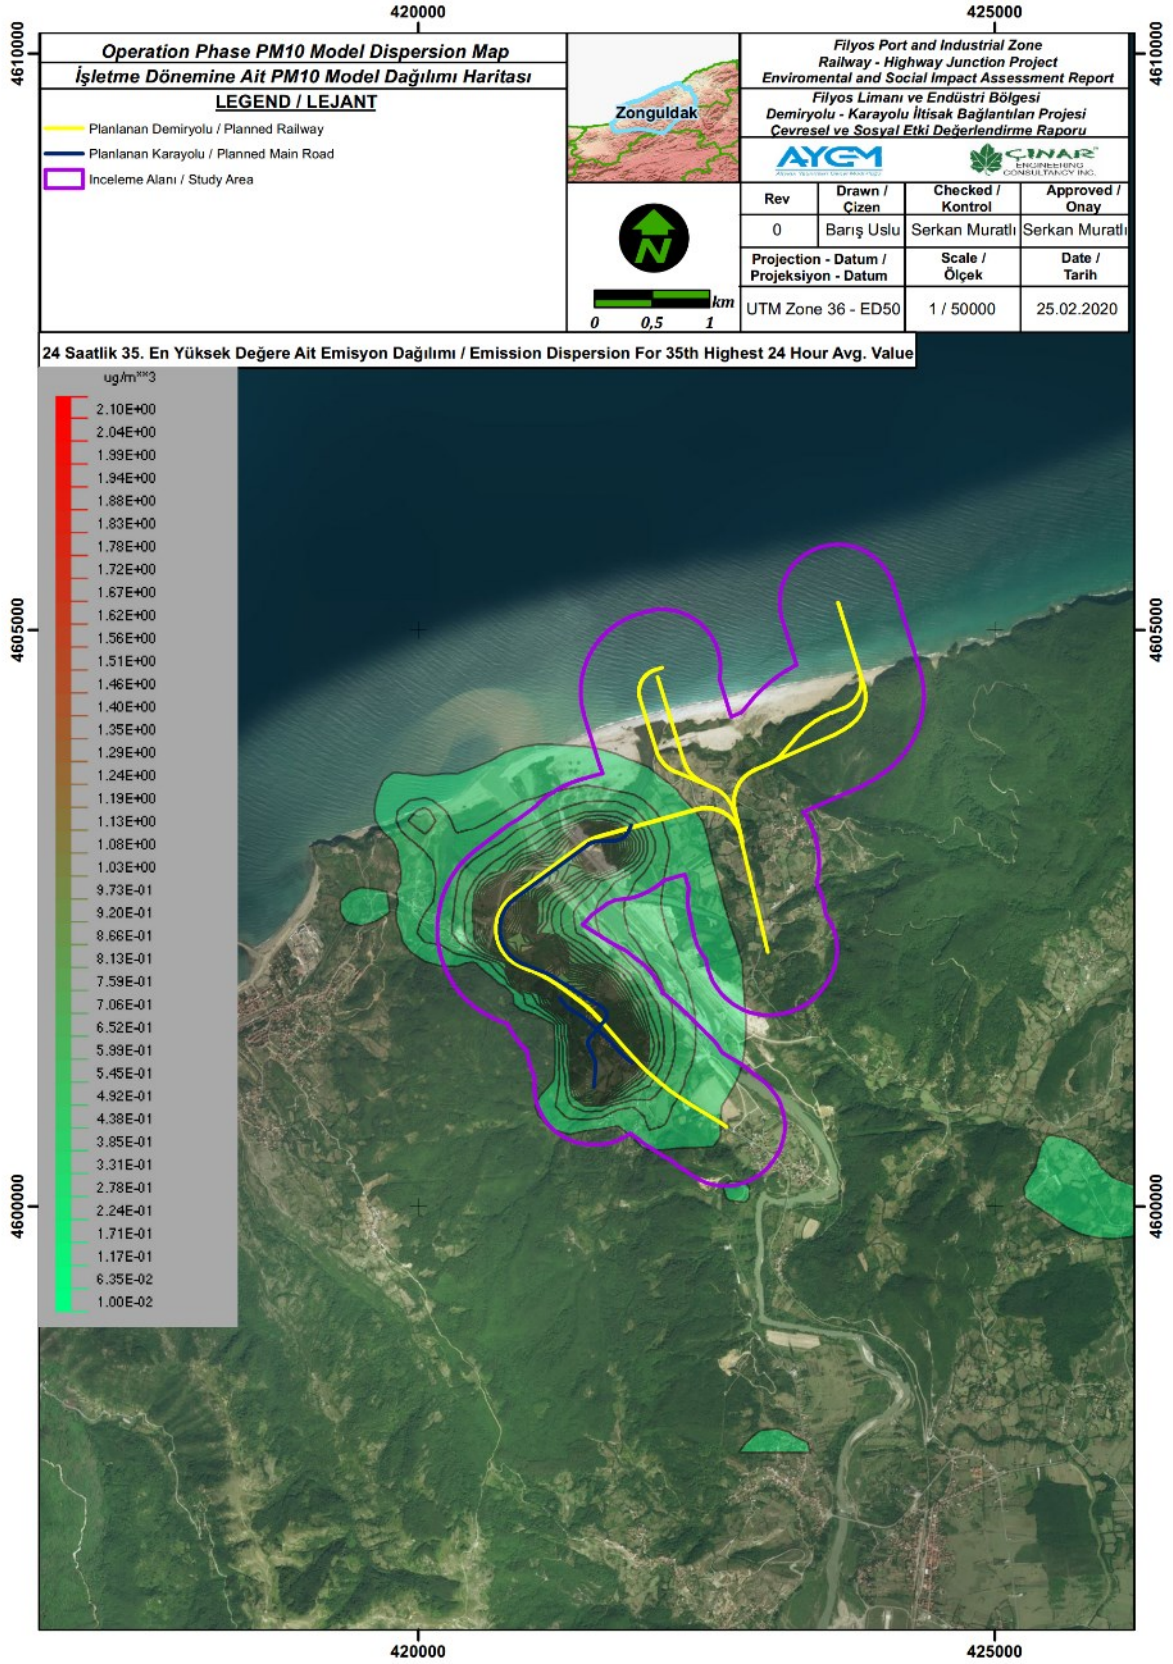 420000
425000
4610000
4610000
Operation Phase PM10 Model Dispersion Map
İşletme Dönemine Ait PM10 Model Dağılımı Haritası
LEGEND / LEJANT
Planlanan Demiryolu / Planned Railway
Planlanan Karayolu / Planned Main Road
Inceleme Alanı / Study Area
Zonguldak
N
km
0 0,5 1
Filyos Port and Industrial Zone
Railway - Highway Junction Project
Enviromental and Social Impact Assessment Report
Filyos Limanı ve Endüstri Bölgesi
Demiryolu - Karayolu İltisak Bağlantıları Projesi
Çevresel ve Sosyal Etki Değerlendirme Raporu
AYGM
ÇINAR
ENGINEERING
CONSULTANCY INC.
Rev
Drawn /
Çizen
Checked /
Kontrol
Approved /
Onay
0 Barış Uslu Serkan Muratlı Serkan Muratlı
Projection - Datum /
Projeksiyon - Datum
Scale /
Ölçek
Date /
Tarih
UTM Zone 36 - ED50 1 / 50000 25.02.2020
24 Saatlik 35. En Yüksek Değere Ait Emisyon Dağılımı / Emission Dispersion For 35th Highest 24 Hour Avg. Value
ug/m**3
2.10E+00
2.04E+00
1.99E+00
1.94E+00
1.88E+00
1.83E+00
1.78E+00
1.72E+00
1.67E+00
1.62E+00
1.56E+00
1.51E+00
1.46E+00
1.40E+00
1.35E+00
1.29E+00
1.24E+00
1.19E+00
1.13E+00
1.08E+00
1.03E+00
9.73E-01
9.20E-01
8.66E-01
8.13E-01
7.59E-01
7.06E-01
6.52E-01
5.99E-01
5.45E-01
4.92E-01
4.38E-01
3.85E-01
3.31E-01
2.78E-01
2.24E-01
1.71E-01
1.17E-01
6.35E-02
1.00E-02
4605000
4605000
4600000
4600000
420000
425000